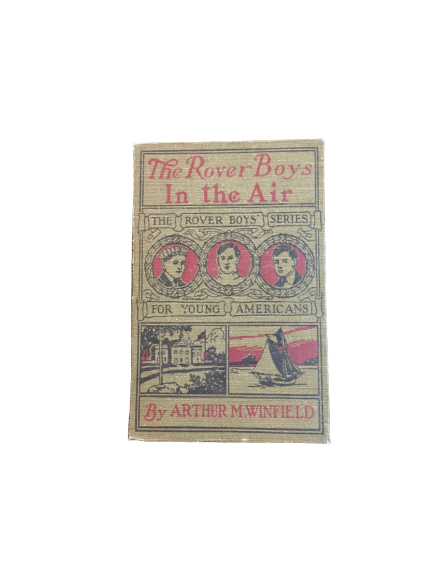 The Rover Boys
In the Air
THE ROVER BOYS' SERIES
FOR YOUNG AMERICANS
By ARTHUR M. WINFIELD